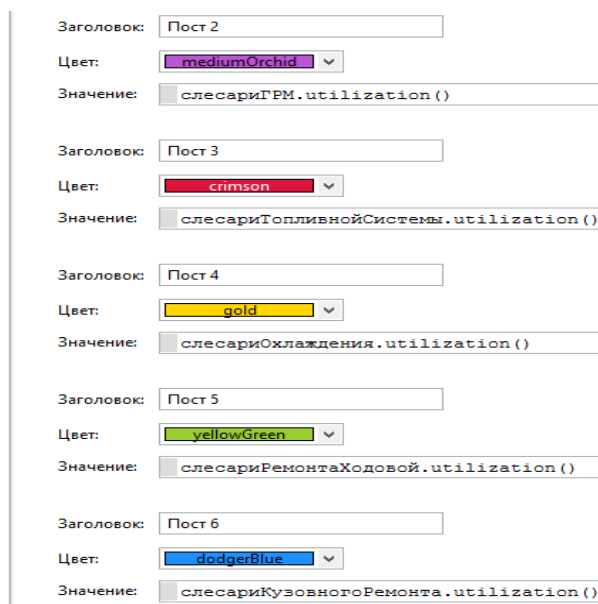 Заголовок: Пост 2
Цвет: mediumOrchid
Значение: слесариГРМ.utilization()
Заголовок: Пост 3
Цвет: crimson
Значение: слесариТопливнойСистемы.utilization()
Заголовок: Пост 4
Цвет: gold
Значение: слесариОхлаждения.utilization()
Заголовок: Пост 5
Цвет: yellowGreen
Значение: слесариРемонтаХодовой.utilization()
Заголовок: Пост 6
Цвет: dodgerBlue
Значение: слесариКузовногоРемонта.utilization()